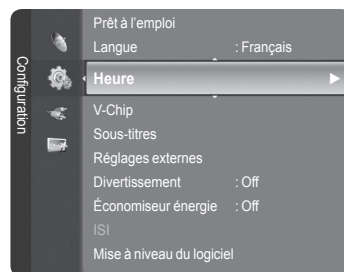 Configuration
Prêt à l'emploi
Langue : Français
Heure
V-Chip
Sous-titres
Réglages externes
Divertissement : Off
Économiseur énergie : Off
ISI
Mise à niveau du logiciel